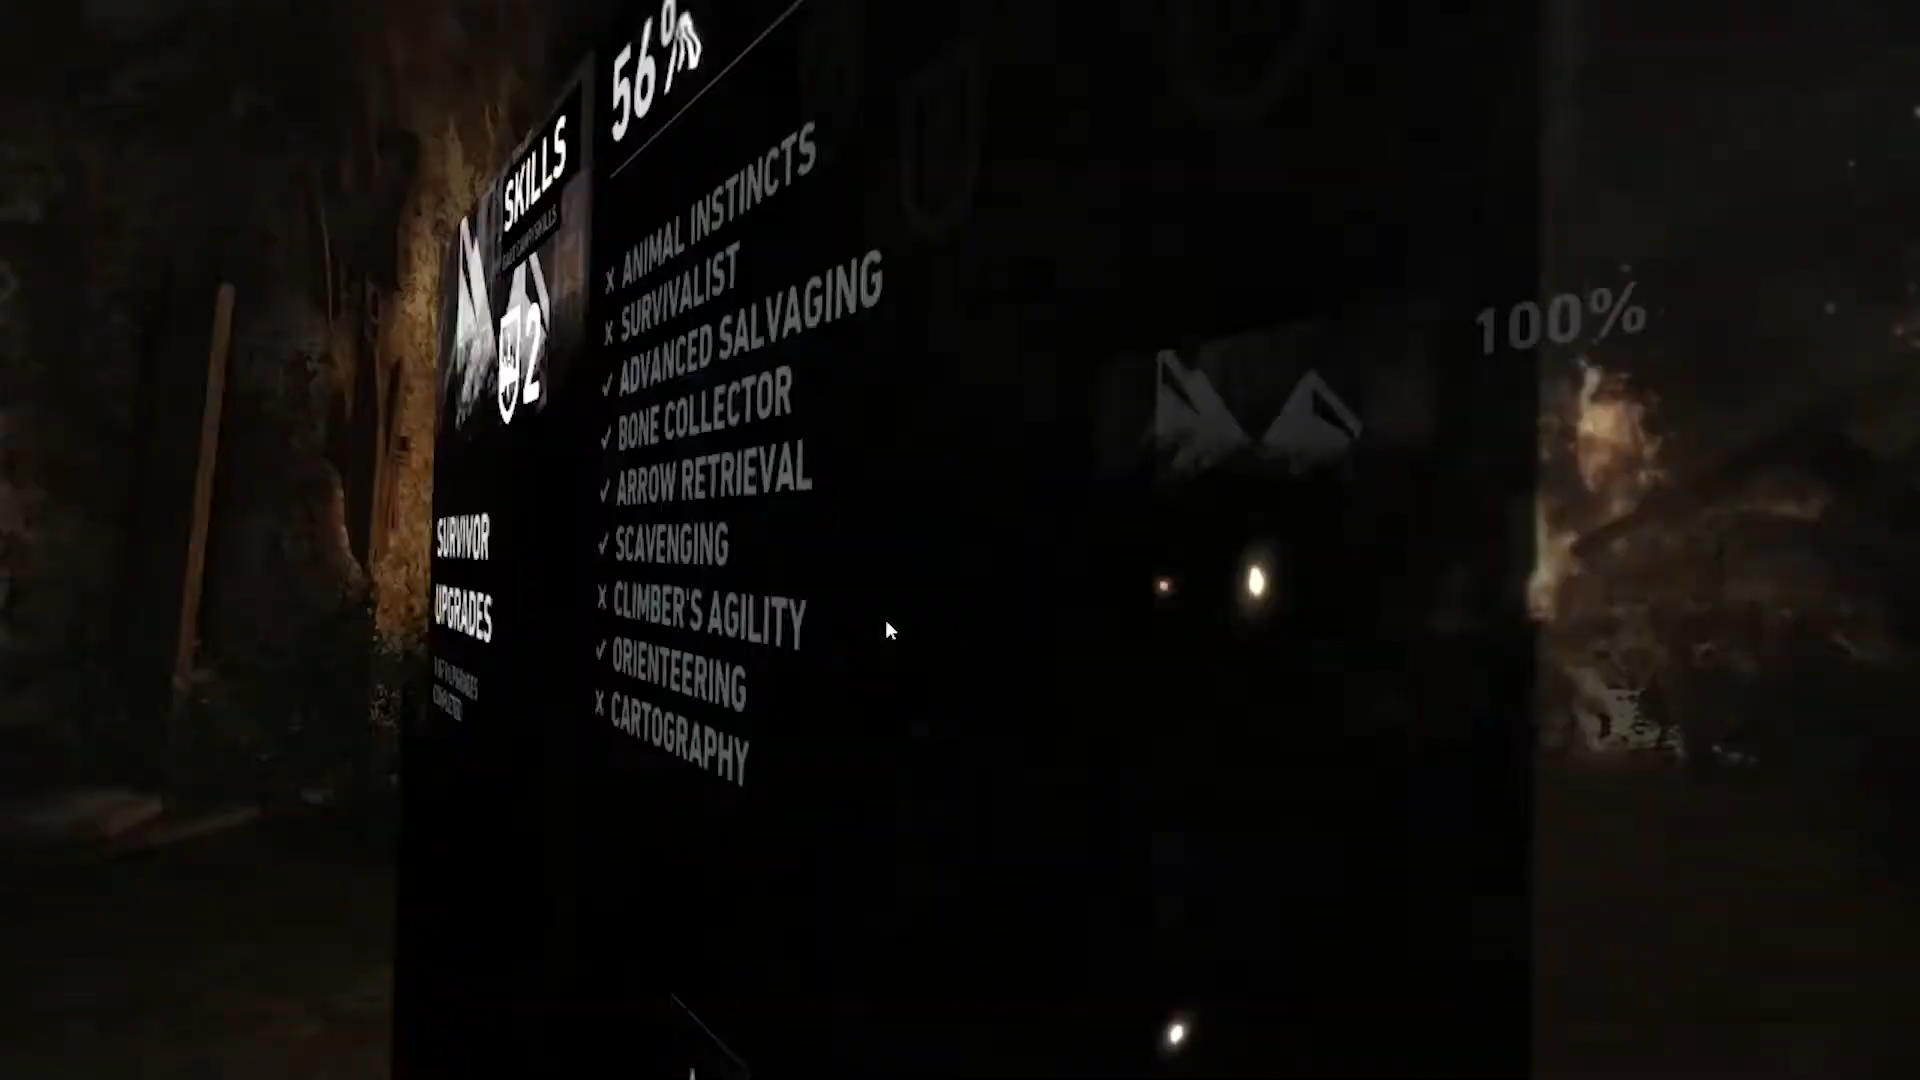 56%
SKILLS
2
× ANIMAL INSTINCTS
× SURVIVALIST
✓ ADVANCED SALVAGING
✓ BONE COLLECTOR
✓ ARROW RETRIEVAL
✓ SCAVENGING
× CLIMBER'S AGILITY
✓ ORIENTEERING
× CARTOGRAPHY
SURVIVOR
UPGRADES
100%